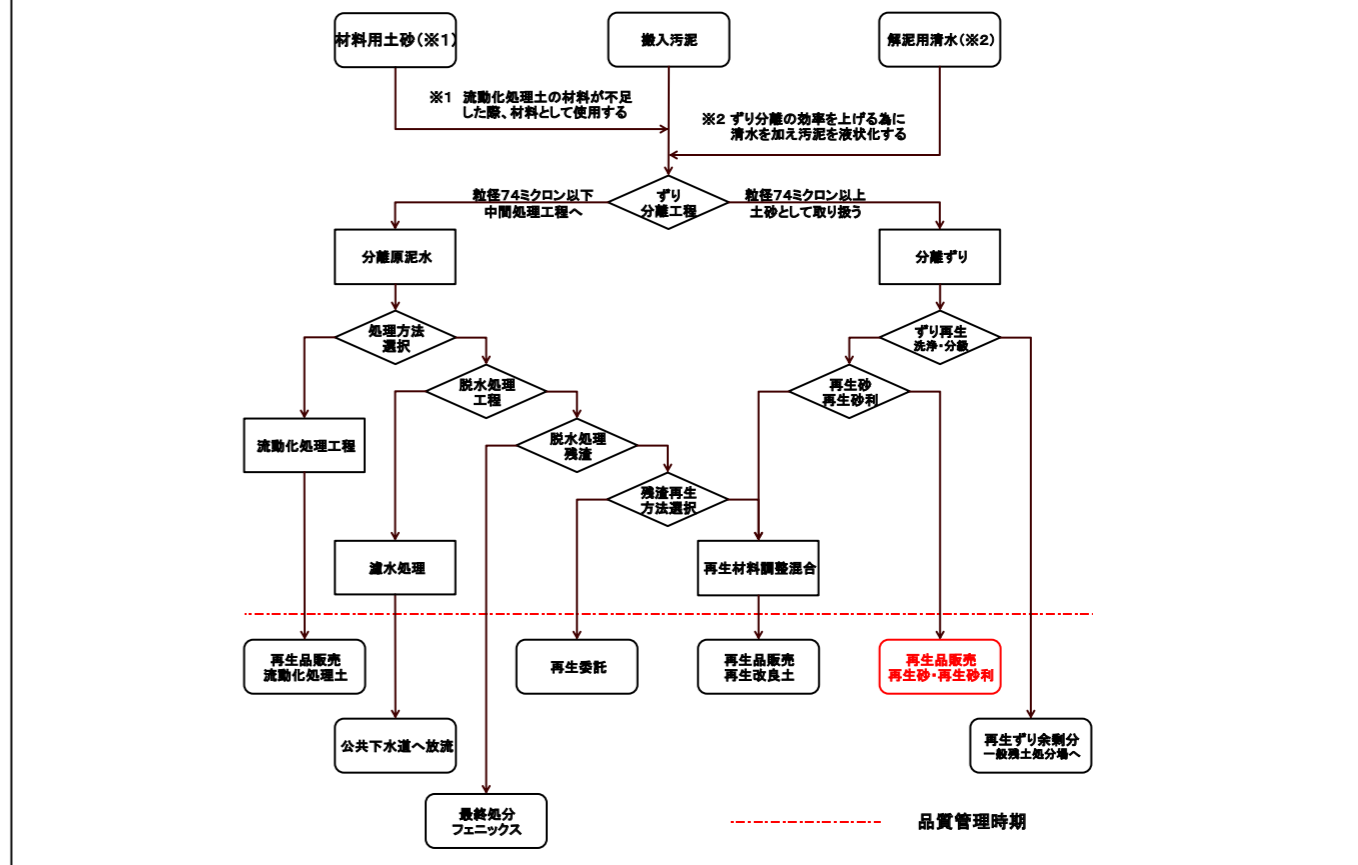 材料用土砂(※1)
搬入汚泥
解泥用清水(※2)
※1 流動化処理土の材料が不足
した際、材料として使用する
※2 ずり分離の効率を上げる為に
清水を加え汚泥を液状化する
粒径74ミクロン以下
中間処理工程へ
ずり
分離工程
粒径74ミクロン以上
土砂として取り扱う
分離原泥水
分離ずり
処理方法
選択
ずり再生
洗浄・分級
脱水処理
工程
再生砂
再生砂利
流動化処理工程
脱水処理
残渣
残渣再生
方法選択
濾水処理
再生材料調整混合
再生品販売
流動化処理土
再生委託
再生品販売
再生改良土
再生品販売
再生砂・再生砂利
公共下水道へ放流
再生ずり余剰分
一般残土処分場へ
最終処分
フェニックス
品質管理時期